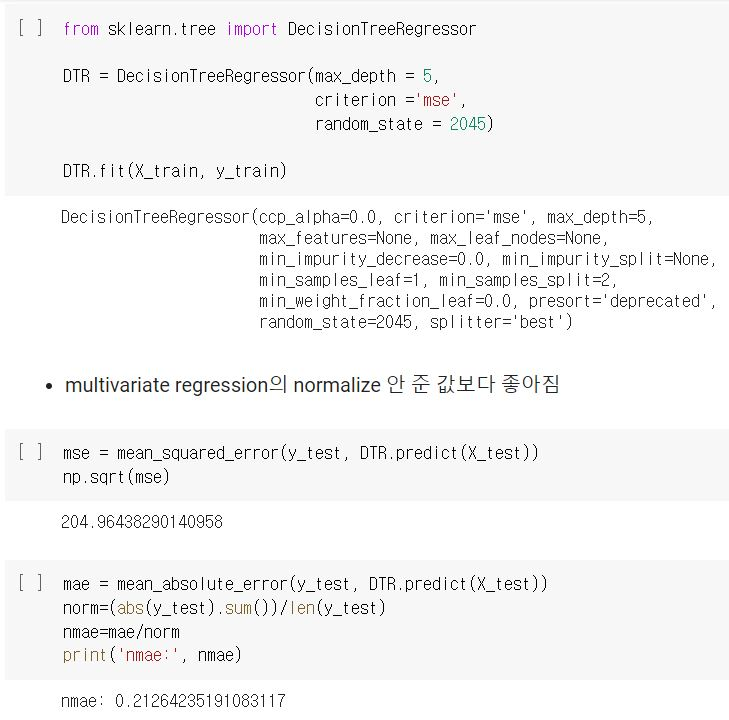 [ ] from sklearn.tree import DecisionTreeRegressor
DTR = DecisionTreeRegressor(max_depth = 5,
criterion ='mse',
random_state = 2045)
DTR.fit(X_train, y_train)
DecisionTreeRegressor(ccp_alpha=0.0, criterion='mse', max_depth=5,
max_features=None, max_leaf_nodes=None,
min_impurity_decrease=0.0, min_impurity_split=None,
min_samples_leaf=1, min_samples_split=2,
min_weight_fraction_leaf=0.0, presort='deprecated',
random_state=2045, splitter='best')
• multivariate regression의 normalize 안 준 값보다 좋아짐
[ ] mse = mean_squared_error(y_test, DTR.predict(X_test))
np.sqrt(mse)
204.96438290140958
[ ] mae = mean_absolute_error(y_test, DTR.predict(X_test))
norm=(abs(y_test).sum())/len(y_test)
nmae=mae/norm
print('nmae:', nmae)
nmae: 0.21264235191083117